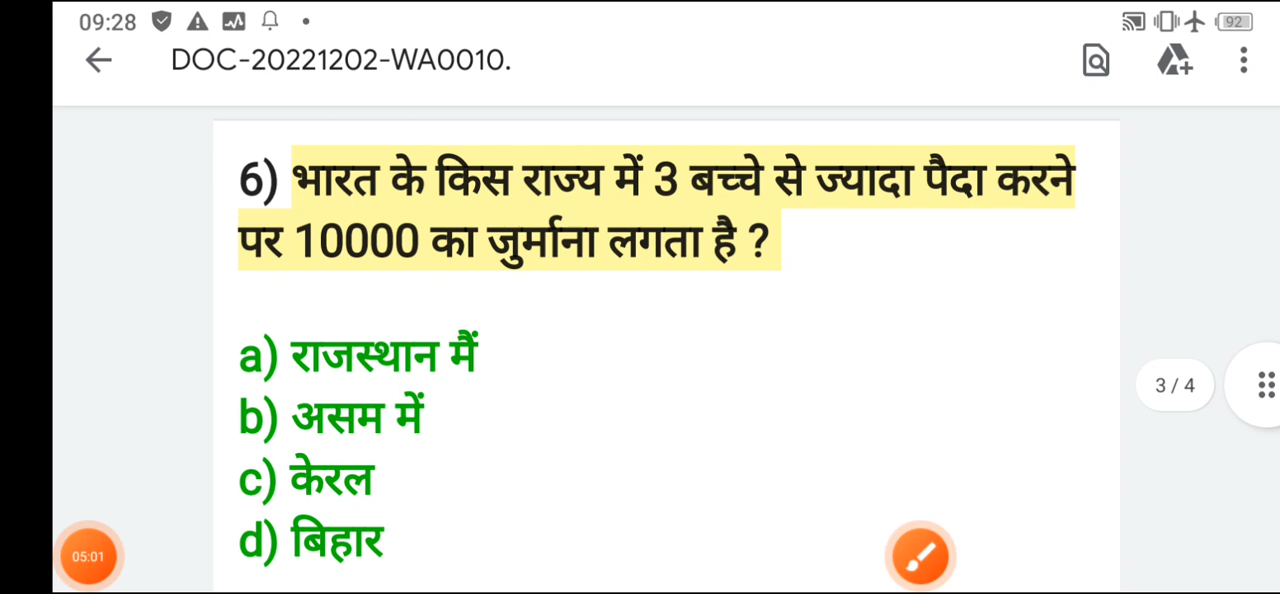 09:28 92
DOC-20221202-WA0010.
6) भारत के किस राज्य में 3 बच्चे से ज्यादा पैदा करने
पर 10000 का जुर्माना लगता है ?
a) राजस्थान मैं
b) असम में
3 / 4
c) केरल
d) बिहार
05:01